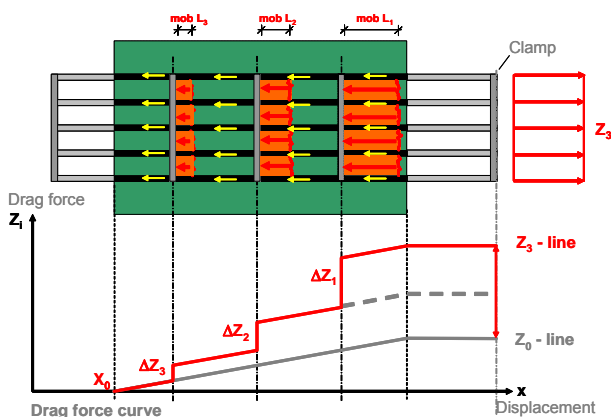 mob L₃ mob L₂ mob L₁
Clamp
Z₃
Drag force
Zᵢ
Z₃ - line
ΔZ₁
ΔZ₂
Z₀ - line
ΔZ₃
X₀
x
Drag force curve
Displacement